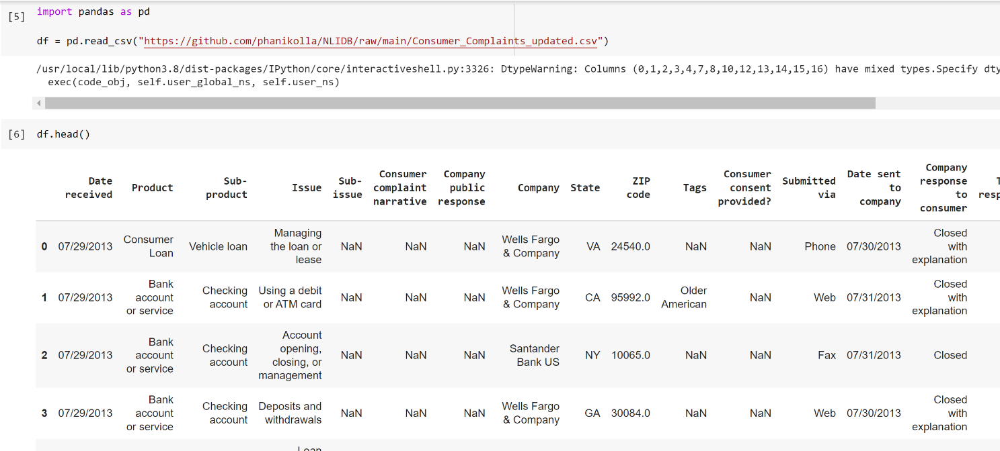 [5] import pandas as pd
df = pd.read_csv("https://github.com/phanikolla/NLIDB/raw/main/Consumer_Complaints_updated.csv")
/usr/local/lib/python3.8/dist-packages/IPython/core/interactiveshell.py:3326: DtypeWarning: Columns (0,1,2,3,4,7,8,10,12,13,14,15,16) have mixed types.Specify dty
exec(code_obj, self.user_global_ns, self.user_ns)
[6] df.head()
Date received Product Sub-product Issue Sub-issue Consumer complaint narrative Company public response Company State ZIP code Tags Consumer consent provided? Submitted via Date sent to company Company response to consumer
0 07/29/2013 Consumer Loan Vehicle loan Managing the loan or lease NaN NaN NaN Wells Fargo & Company VA 24540.0 NaN NaN Phone 07/30/2013 Closed with explanation
1 07/29/2013 Bank account or service Checking account Using a debit or ATM card NaN NaN NaN Wells Fargo & Company CA 95992.0 Older American NaN Web 07/31/2013 Closed with explanation
2 07/29/2013 Bank account or service Checking account Account opening, closing, or management NaN NaN NaN Santander Bank US NY 10065.0 NaN NaN Fax 07/31/2013 Closed
3 07/29/2013 Bank account or service Checking account Deposits and withdrawals NaN NaN NaN Wells Fargo & Company GA 30084.0 NaN NaN Web 07/30/2013 Closed with explanation